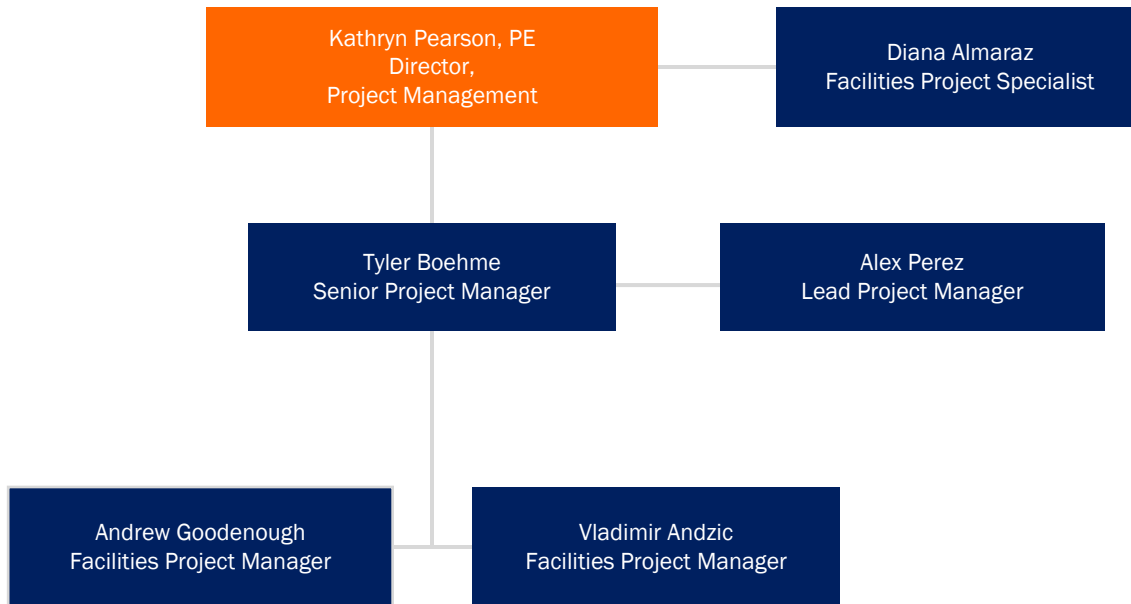 Kathryn Pearson, PE
Director,
Project Management
Diana Almaraz
Facilities Project Specialist
Tyler Boehme
Senior Project Manager
Alex Perez
Lead Project Manager
Andrew Goodenough
Facilities Project Manager
Vladimir Andzic
Facilities Project Manager